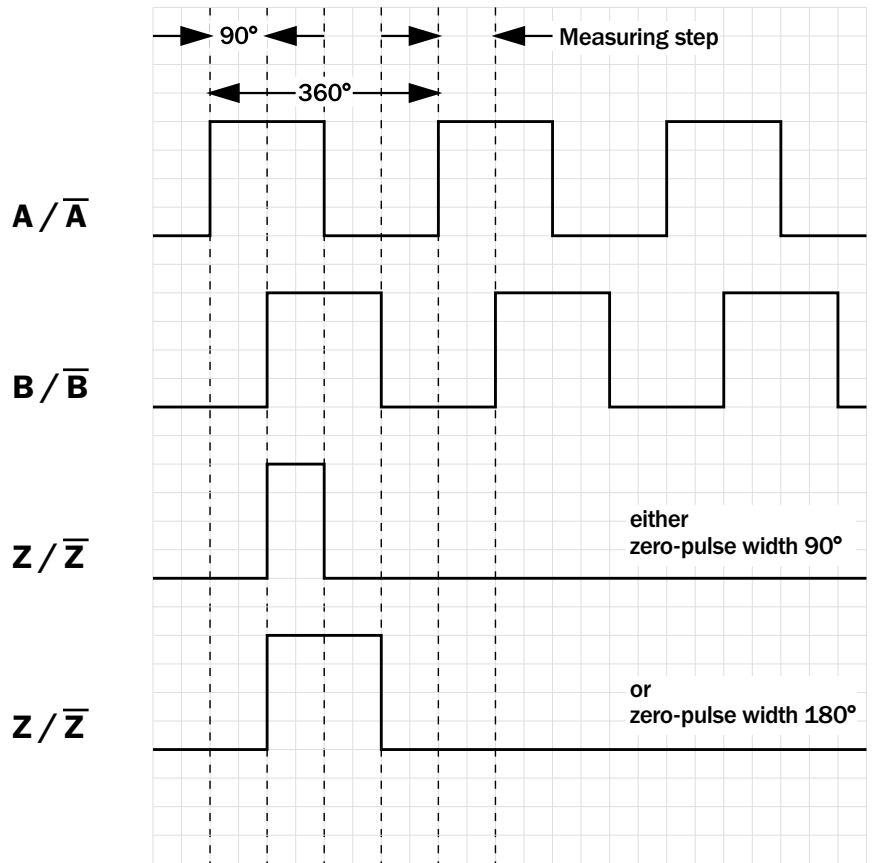 90°
Measuring step
360°
A / A̅
B / B̅
Z / Z̅
either
zero-pulse width 90°
Z / Z̅
or
zero-pulse width 180°